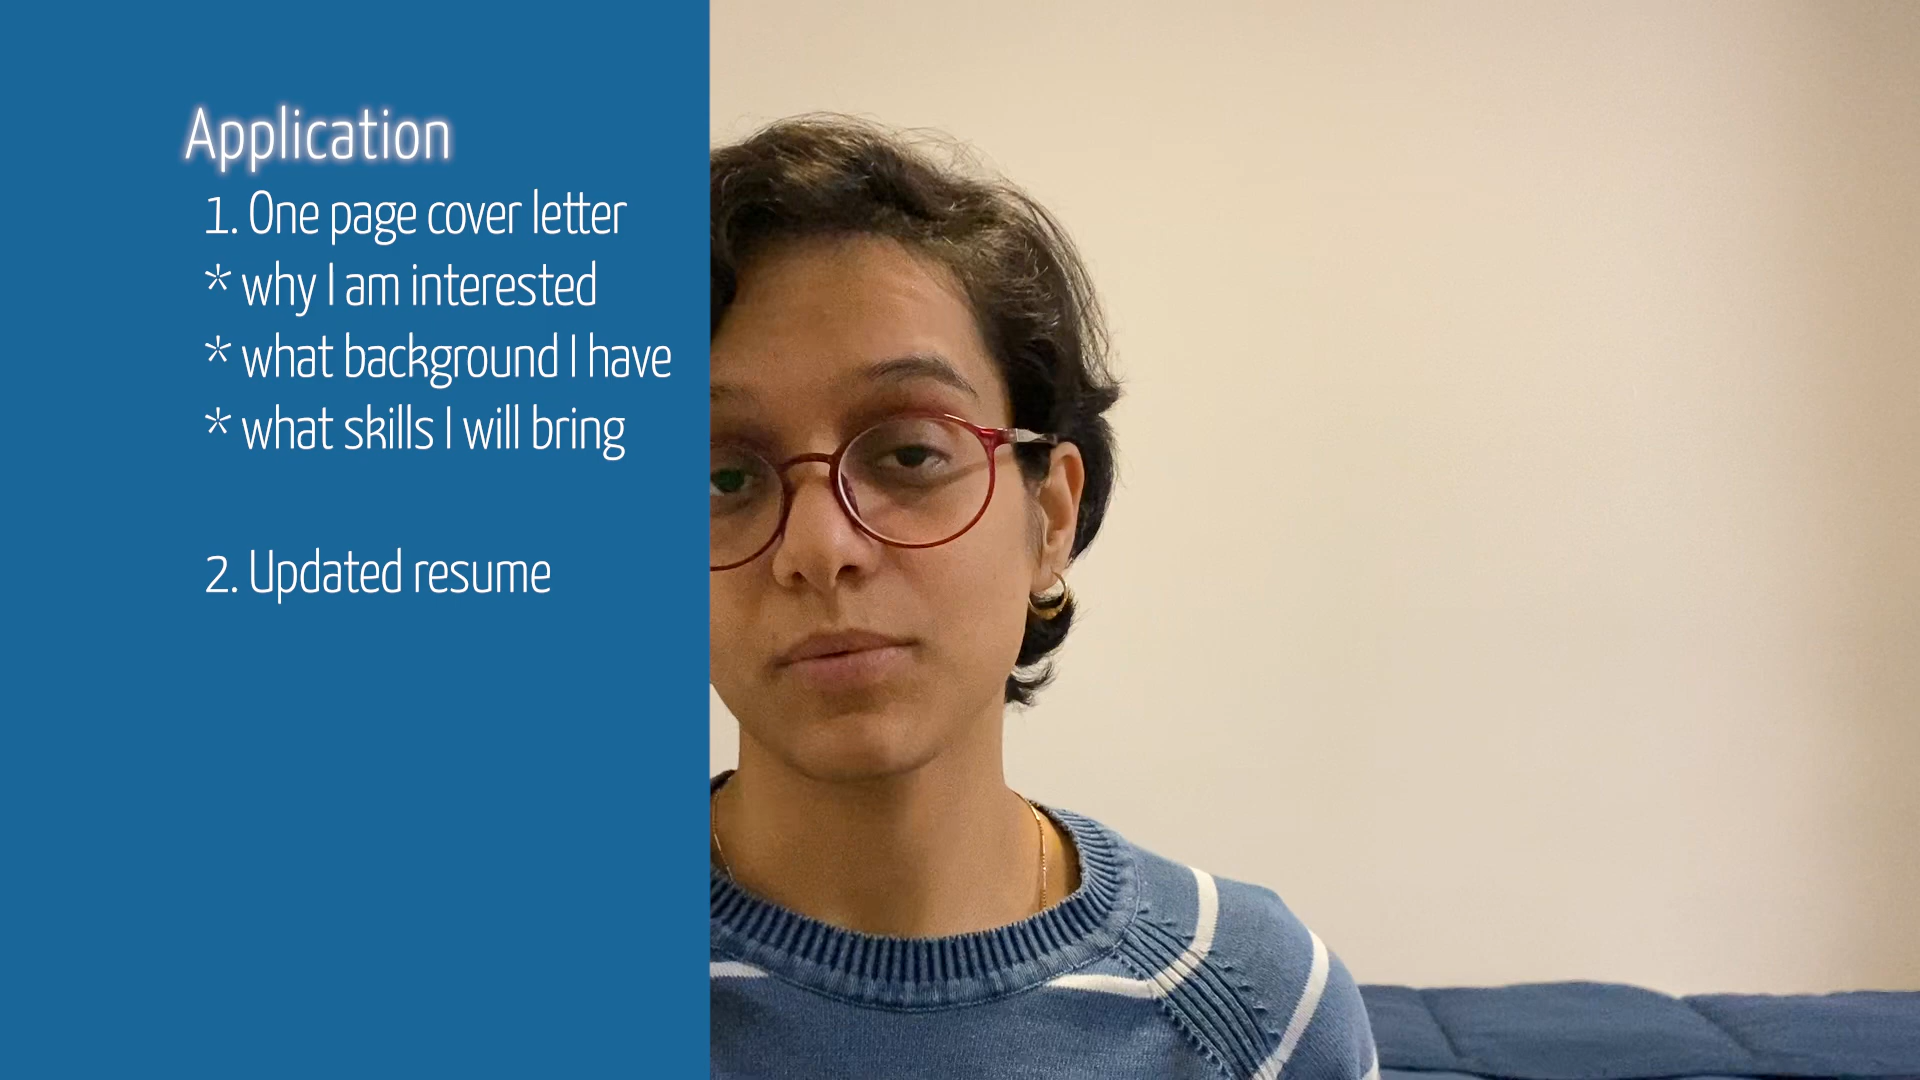 Application
1. One page cover letter
* why I am interested
* what background I have
* what skills I will bring
2. Updated resume